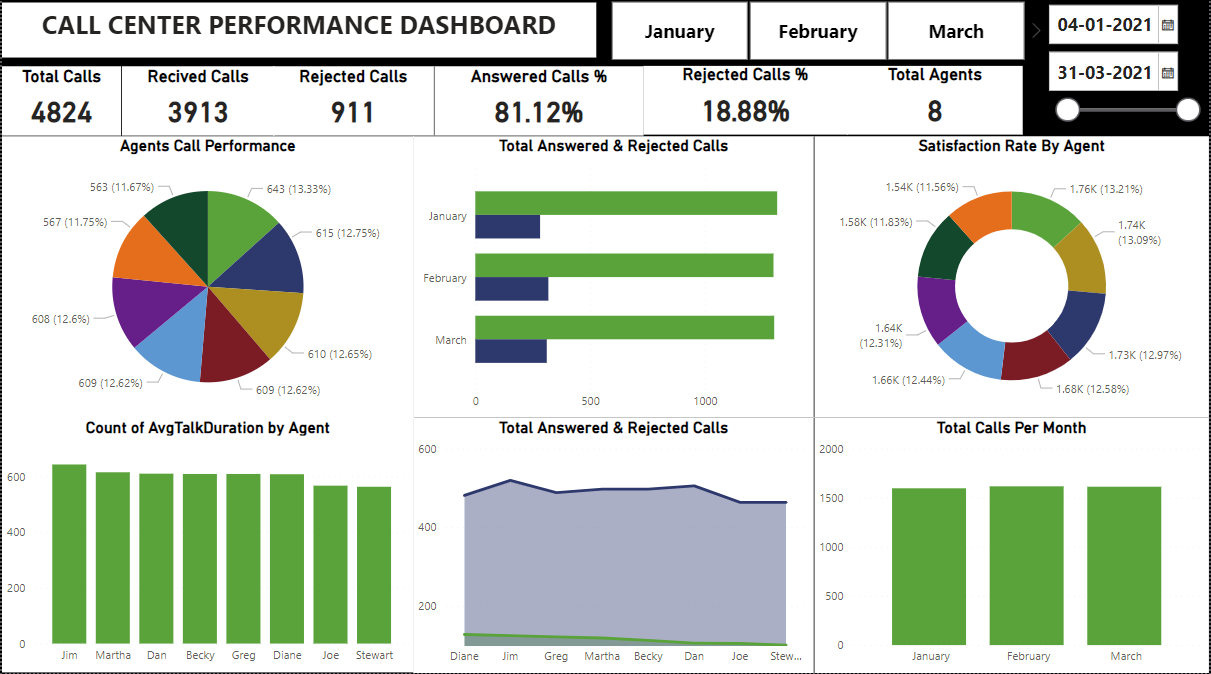 CALL CENTER PERFORMANCE DASHBOARD
January
February
March
04-01-2021
31-03-2021
Total Calls
4824
Recived Calls
3913
Rejected Calls
911
Answered Calls %
81.12%
Rejected Calls %
18.88%
Total Agents
8
Agents Call Performance
563 (11.67%)
643 (13.33%)
567 (11.75%)
615 (12.75%)
608 (12.6%)
610 (12.65%)
609 (12.62%)
609 (12.62%)
Total Answered & Rejected Calls
January
February
March
0
500
1000
Satisfaction Rate By Agent
1.54K (11.56%)
1.76K (13.21%)
1.58K (11.83%)
1.74K
(13.09%)
1.64K
(12.31%)
1.73K (12.97%)
1.66K (12.44%)
1.68K (12.58%)
Count of AvgTalkDuration by Agent
600
400
200
0
Jim
Martha
Dan
Becky
Greg
Diane
Joe
Stewart
Total Answered & Rejected Calls
600
400
200
Diane
Jim
Greg
Martha
Becky
Dan
Joe
Stew...
Total Calls Per Month
2000
1500
1000
500
0
January
February
March